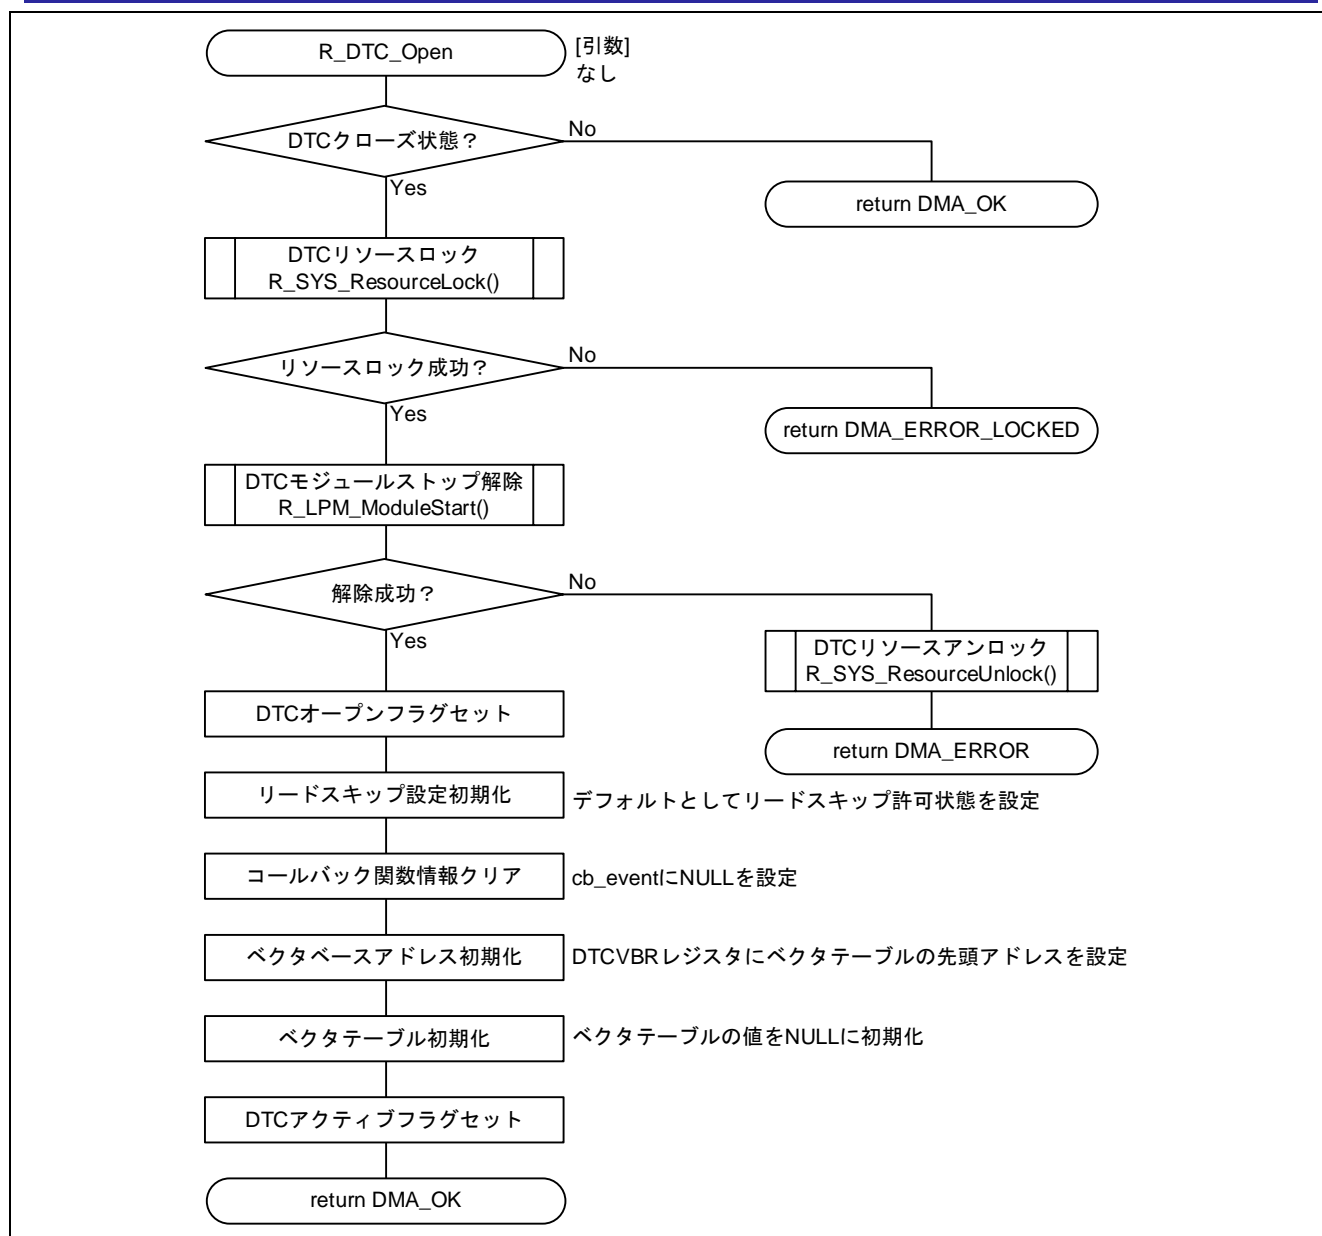 R_DTC_Open
[引数]
なし
DTCクローズ状態？
No
Yes
return DMA_OK
DTCリソースロック
R_SYS_ResourceLock()
リソースロック成功？
No
Yes
return DMA_ERROR_LOCKED
DTCモジュールストップ解除
R_LPM_ModuleStart()
解除成功？
No
Yes
DTCリソースアンロック
R_SYS_ResourceUnlock()
DTCオープンフラグセット
return DMA_ERROR
リードスキップ設定初期化
デフォルトとしてリードスキップ許可状態を設定
コールバック関数情報クリア
cb_eventにNULLを設定
ベクタベースアドレス初期化
DTCVBRレジスタにベクタテーブルの先頭アドレスを設定
ベクタテーブル初期化
ベクタテーブルの値をNULLに初期化
DTCアクティブフラグセット
return DMA_OK